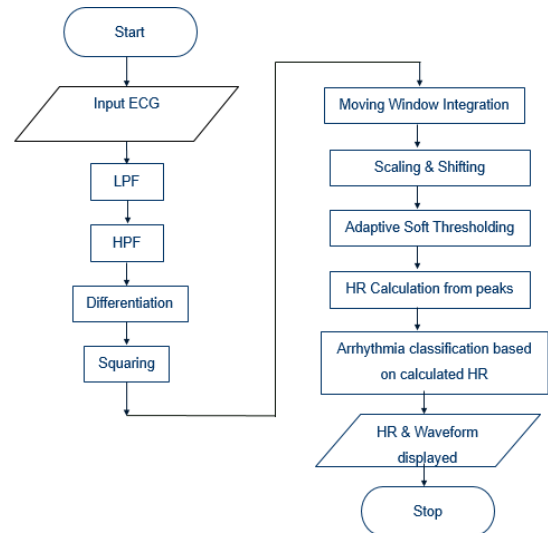 Start
Input ECG
LPF
HPF
Differentiation
Squaring
Moving Window Integration
Scaling & Shifting
Adaptive Soft Thresholding
HR Calculation from peaks
Arrhythmia classification based
on calculated HR
HR & Waveform
displayed
Stop